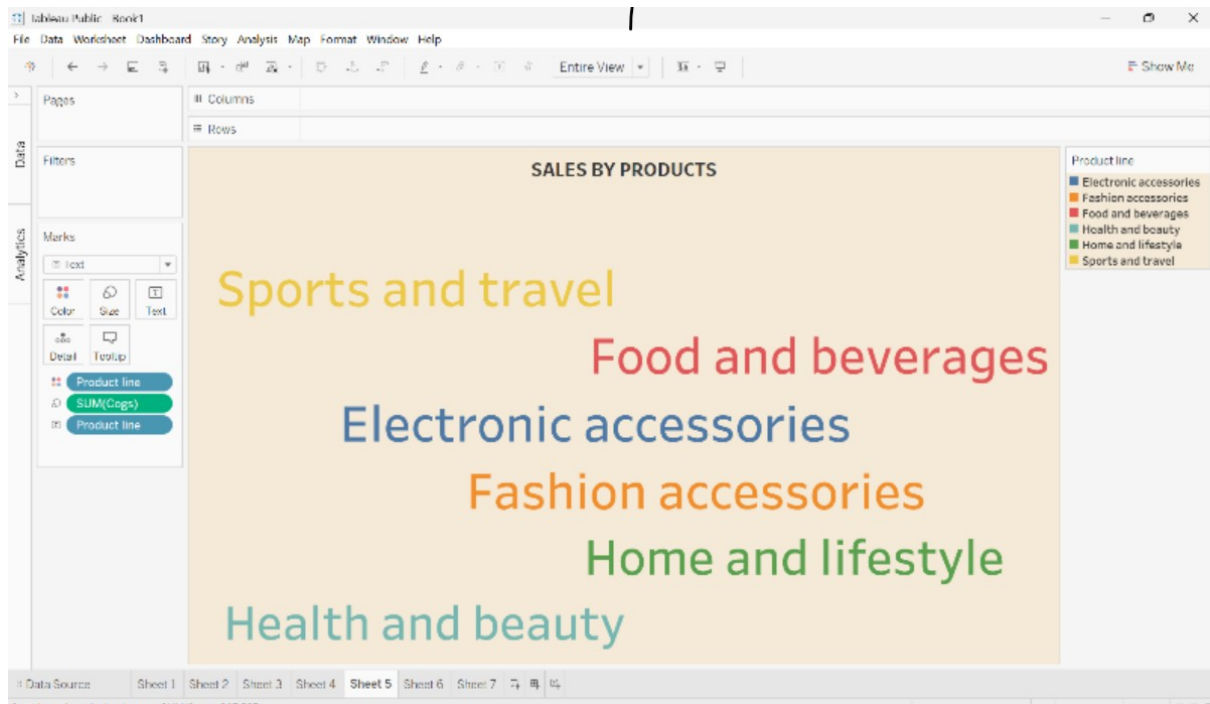 Tableau Public - Book1
File Data Worksheet Dashboard Story Analysis Map Format Window Help
Entire View
Show Me
Pages
Columns
Rows
Data
Filters
SALES BY PRODUCTS
Product line
Electronic accessories
Fashion accessories
Food and beverages
Health and beauty
Home and lifestyle
Sports and travel
Analytics
Marks
Text
Color Size Text
Detail Tooltip
Product line
SUM(Cogs)
Product line
Sports and travel
Food and beverages
Electronic accessories
Fashion accessories
Home and lifestyle
Health and beauty
Data Source Sheet 1 Sheet 2 Sheet 3 Sheet 4 Sheet 5 Sheet 6 Sheet 7